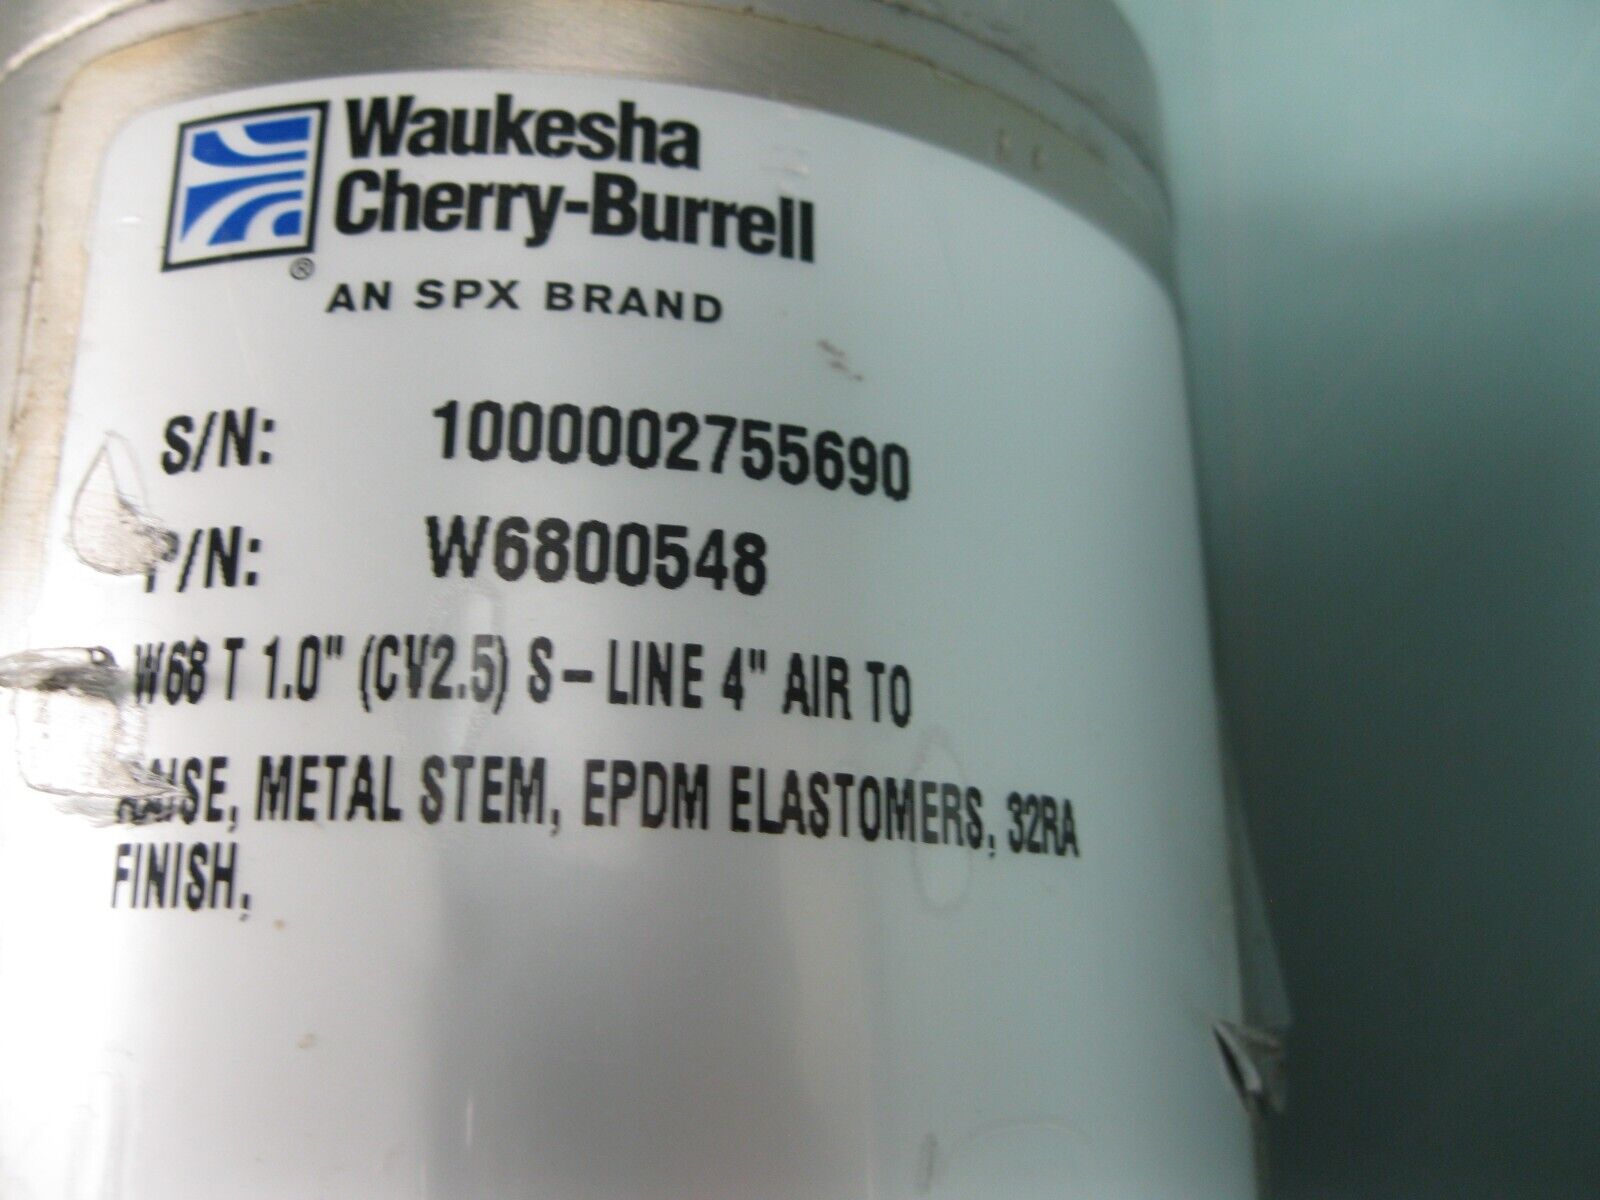 Waukesha
Cherry-Burrell
®
AN SPX BRAND
S/N: 1000002755690
P/N: W6800548
W68 T 1.0" (CV2.5) S-LINE 4" AIR TO
RAISE, METAL STEM, EPDM ELASTOMERS, 32RA
FINISH,